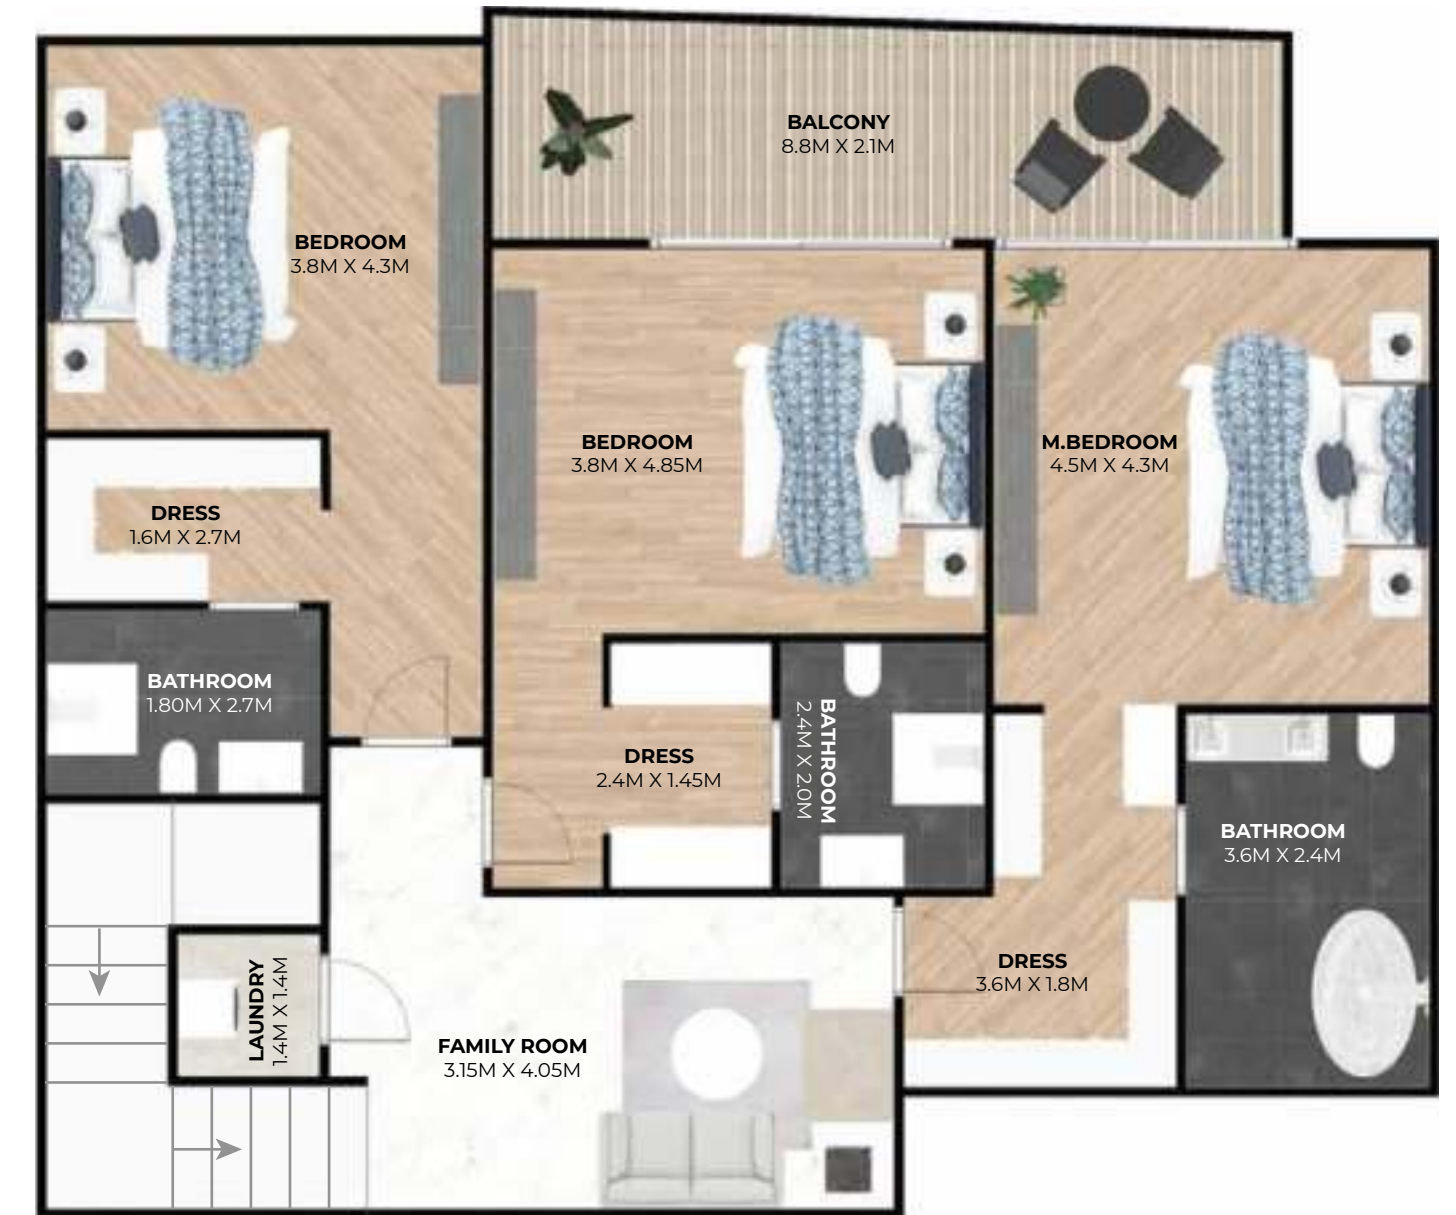 BALCONY
8.8M X 2.1M
BEDROOM
3.8M X 4.3M
BEDROOM
3.8M X 4.85M
M.BEDROOM
4.5M X 4.3M
DRESS
1.6M X 2.7M
BATHROOM
1.80M X 2.7M
DRESS
2.4M X 1.45M
BATHROOM
2.4M X 2.0M
BATHROOM
3.6M X 2.4M
DRESS
3.6M X 1.8M
LAUNDRY
1.4M X 1.4M
FAMILY ROOM
3.15M X 4.05M